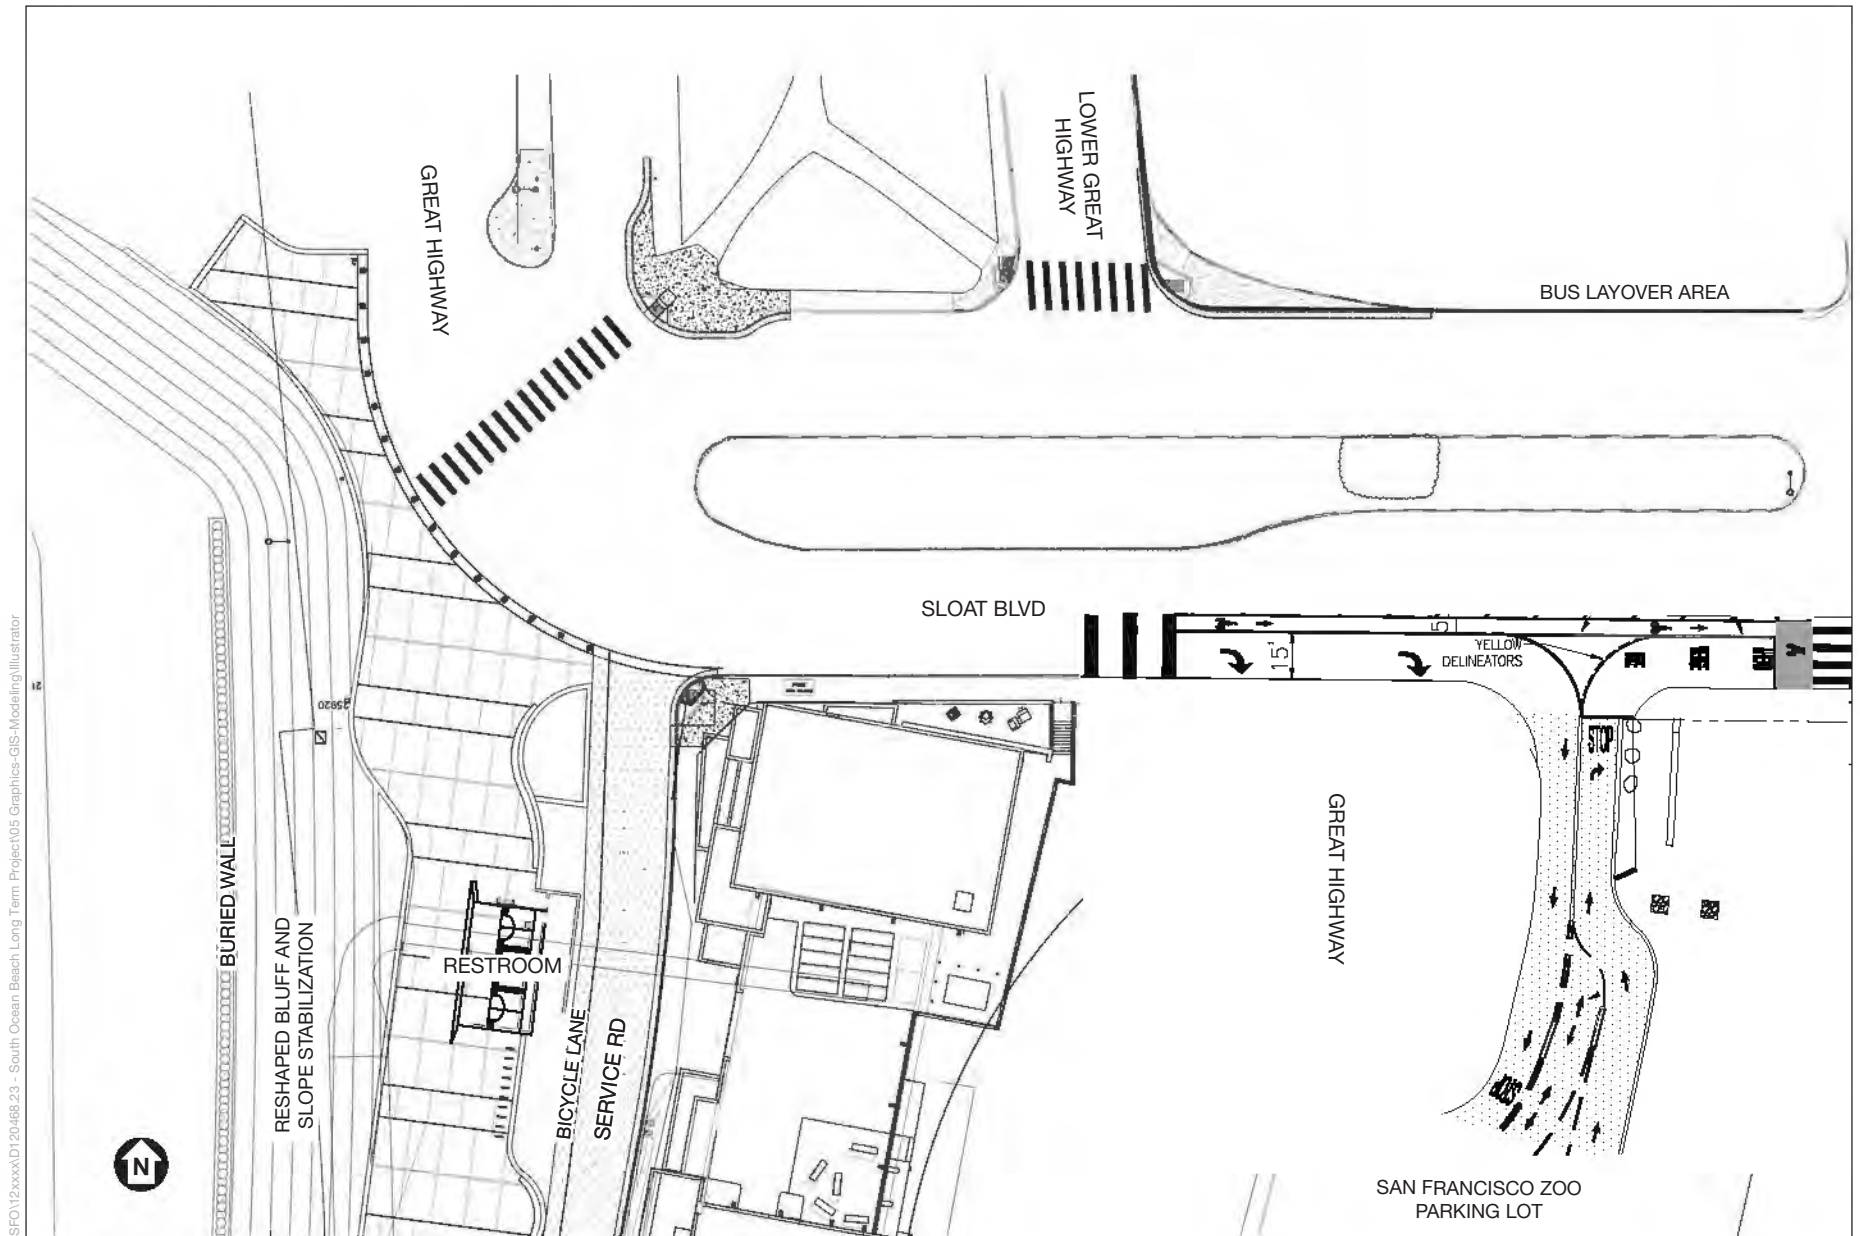 LOWER GREAT
HIGHWAY
GREAT HIGHWAY
BUS LAYOVER AREA
SLOAT BLVD
5'
15'
YELLOW
DELINEATORS
STOP
GREAT HIGHWAY
BURIED WALL
RESHAPED BLUFF AND
SLOPE STABILIZATION
RESTROOM
BICYCLE LANE
SERVICE RD
N
SAN FRANCISCO ZOO
PARKING LOT
SFO\12xxxx\D120468.23 - South Ocean Beach Long Term Project\05 Graphics-GIS-Modeling\Illustrator